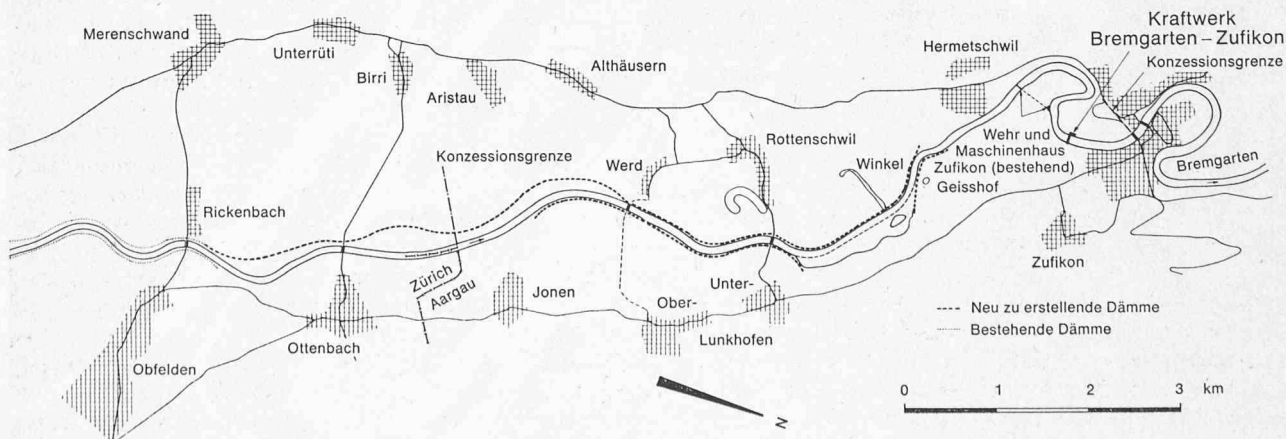 Merenschwand
Unterrüti
Birri
Aristau
Althäusern
Hermetschwil
Kraftwerk
Bremgarten – Zufikon
Konzessionsgrenze
Konzessionsgrenze
Werd
Rottenschwil
Winkel
Wehr und
Maschinenhaus
Zufikon (bestehend)
Geisshof
Bremgarten
Rickenbach
Zürich
Aargau
Jonen
Ober-
Unter-
Lunkhofen
Zufikon
Ottenbach
Obfelden
Neu zu erstellende Dämme
Bestehende Dämme
N
0 1 2 3 km